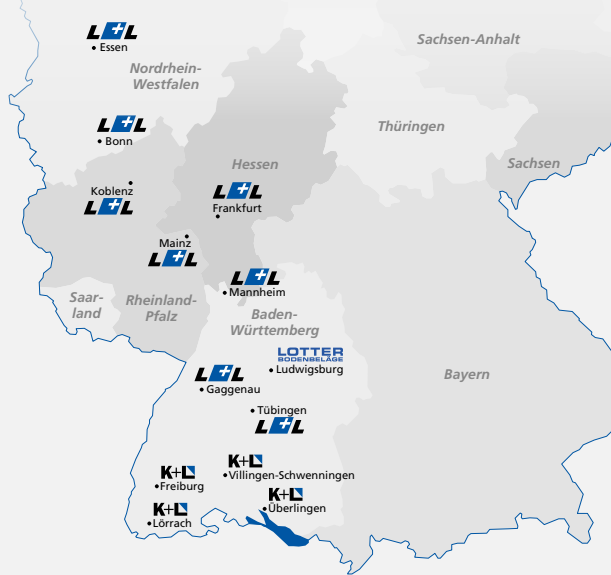 L+L
Essen
Sachsen-Anhalt
Nordrhein-
Westfalen
L+L
Bonn
Thüringen
Hessen
Sachsen
Koblenz
L+L
L+L
Frankfurt
Mainz
L+L
L+L
Mannheim
Saar-
land
Rheinland-
Pfalz
Baden-
Württemberg
LOTTER
BODENBELÄGE
Ludwigsburg
L+L
Gaggenau
Bayern
Tübingen
L+L
K+L
Villingen-Schwenningen
K+L
Freiburg
K+L
Überlingen
K+L
Lörrach